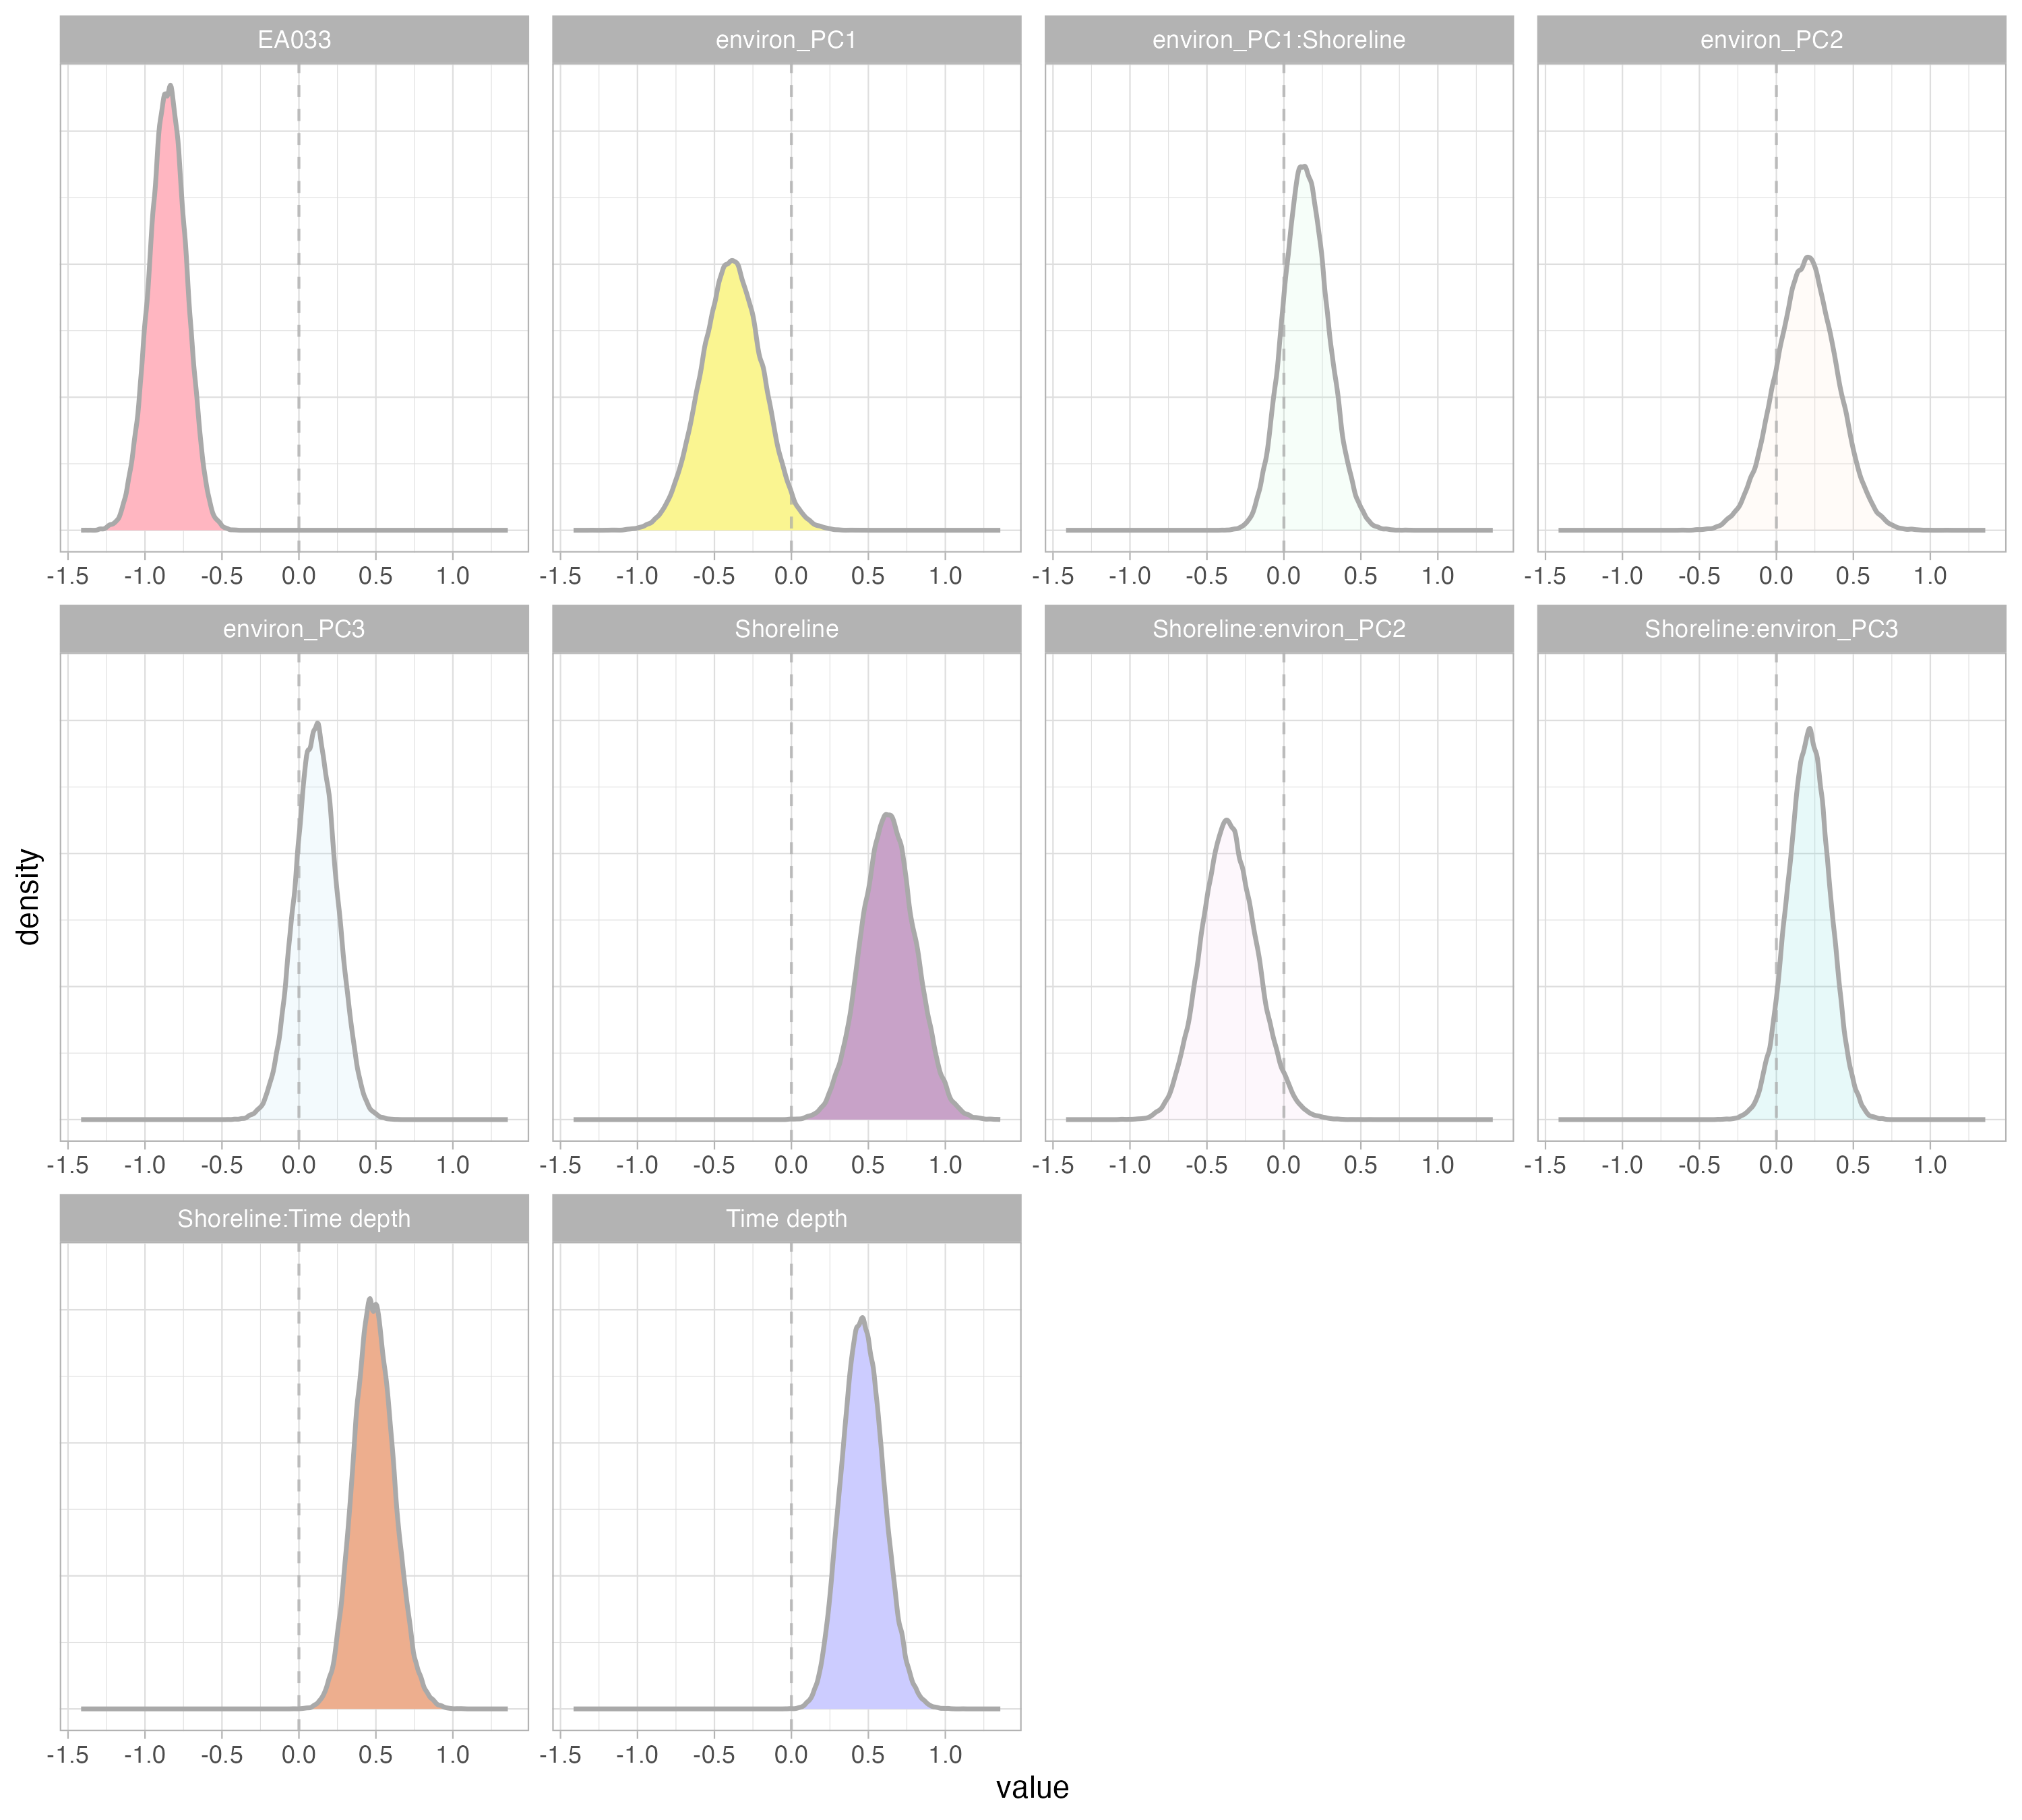 EA033 environ_PC1 environ_PC1:Shoreline environ_PC2
-1.5 -1.0 -0.5 0.0 0.5 1.0 -1.5 -1.0 -0.5 0.0 0.5 1.0 -1.5 -1.0 -0.5 0.0 0.5 1.0 -1.5 -1.0 -0.5 0.0 0.5 1.0
environ_PC3 Shoreline Shoreline:environ_PC2 Shoreline:environ_PC3
density
-1.5 -1.0 -0.5 0.0 0.5 1.0 -1.5 -1.0 -0.5 0.0 0.5 1.0 -1.5 -1.0 -0.5 0.0 0.5 1.0 -1.5 -1.0 -0.5 0.0 0.5 1.0
Shoreline:Time depth Time depth
-1.5 -1.0 -0.5 0.0 0.5 1.0 -1.5 -1.0 -0.5 0.0 0.5 1.0
value